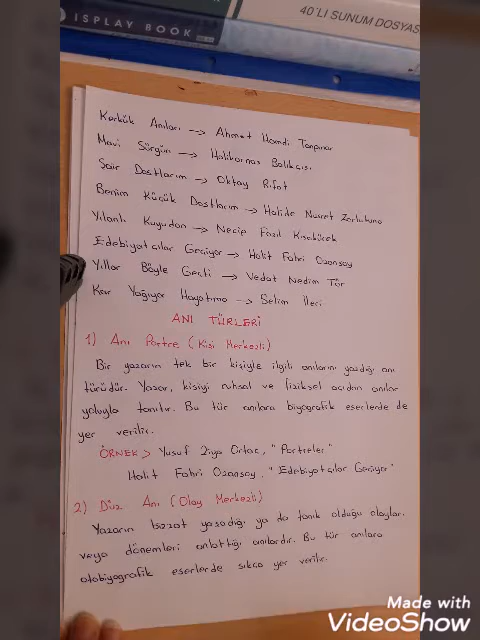 ISPLAY BOOK
40'LI SUNUM DOSYAS
Kerkük Anıları → Ahmet Hamdi Tanpınar
Mavi Sürgün → Halikarnas Balıkçısı
Şair Dostlarım → Oktay Rifat
Benim Küçük Dostlarım → Halide Nusret Zorlutuna
Yılanlı Kuyudan → Necip Fazıl Kısakürek
Edebiyatçılar Geçiyor → Halit Fahri Ozansoy
Yıllar Böyle Geçti → Vedat Nedim Tör
Kar Yağıyor Hayatıma → Selim İleri
ANI TÜRLERİ
1) Anı Portre (Kişi Merkezli)
Bir yazarın tek bir kişiyle ilgili anılarını yazdığı anı
türüdür. Yazar, kişiyi ruhsal ve fiziksel açıdan anılar
yoluyla tanıtır. Bu tür anılara biyografik eserlerde de
yer verilir.
ÖRNEK > Yusuf Ziya Ortaç, "Portreler"
Halit Fahri Ozansoy, "Edebiyatçılar Geçiyor"
2) Düz Anı (Olay Merkezli)
Yazarın bizzat yaşadığı ya da tanık olduğu olayları
veya dönemleri anlattığı anılardır. Bu tür anılara
otobiyografik eserlerde sıkça yer verilir.
Made with
VideoShow